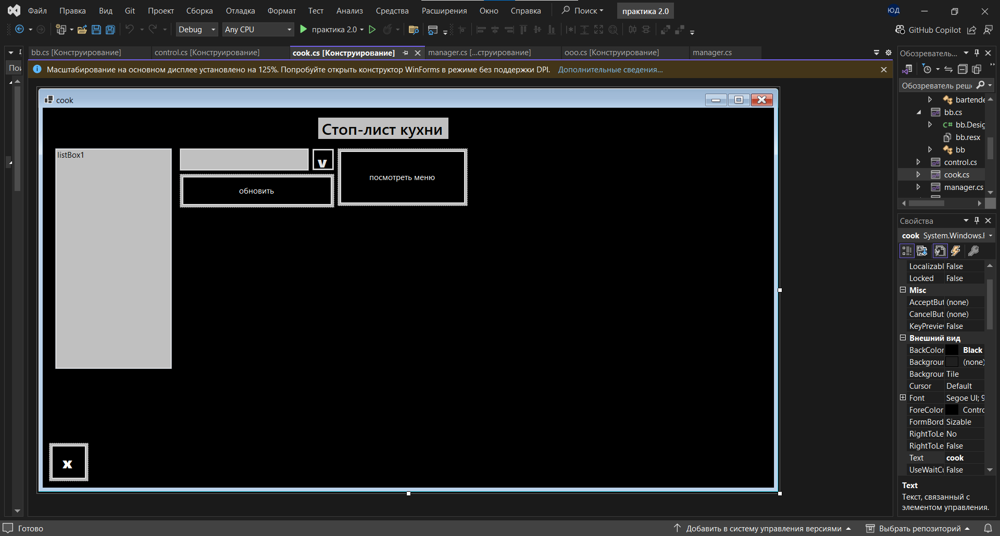 Файл Правка Вид Git Проект Сборка Отладка Формат Тест Анализ Средства Расширения Окно Справка Поиск практика 2.0 ЮД
Debug Any CPU практика 2.0 GitHub Copilot
bb.cs [Конструирование] control.cs [Конструирование] cook.cs [Конструирование] manager.cs [...струирование] ooo.cs [Конструирование] manager.cs
Масштабирование на основном дисплее установлено на 125%. Попробуйте открыть конструктор WinForms в режиме без поддержки DPI. Дополнительные сведения...
Пои
cook
Стоп-лист кухни
listBox1
v
посмотреть меню
обновить
x
Обозреватель...
Обозреватель реше
bartende
bb.cs
C# bb.Desig
bb.resx
bb
control.cs
cook.cs
manager.cs
Свойства
cook System.Windows.F
Localizabl False
Locked False
Misc
AcceptBut (none)
CancelBut (none)
KeyPreviev False
Внешний вид
BackColor Black
Backgrour (none)
Backgrour Tile
Cursor Default
Font Segoe UI; 9
ForeColor Contro
FormBord Sizable
RightToLe No
RightToLe False
Text cook
UseWaitCu False
Text
Текст, связанный с
элементом управления.
Готово Добавить в систему управления версиями Выбрать репозиторий